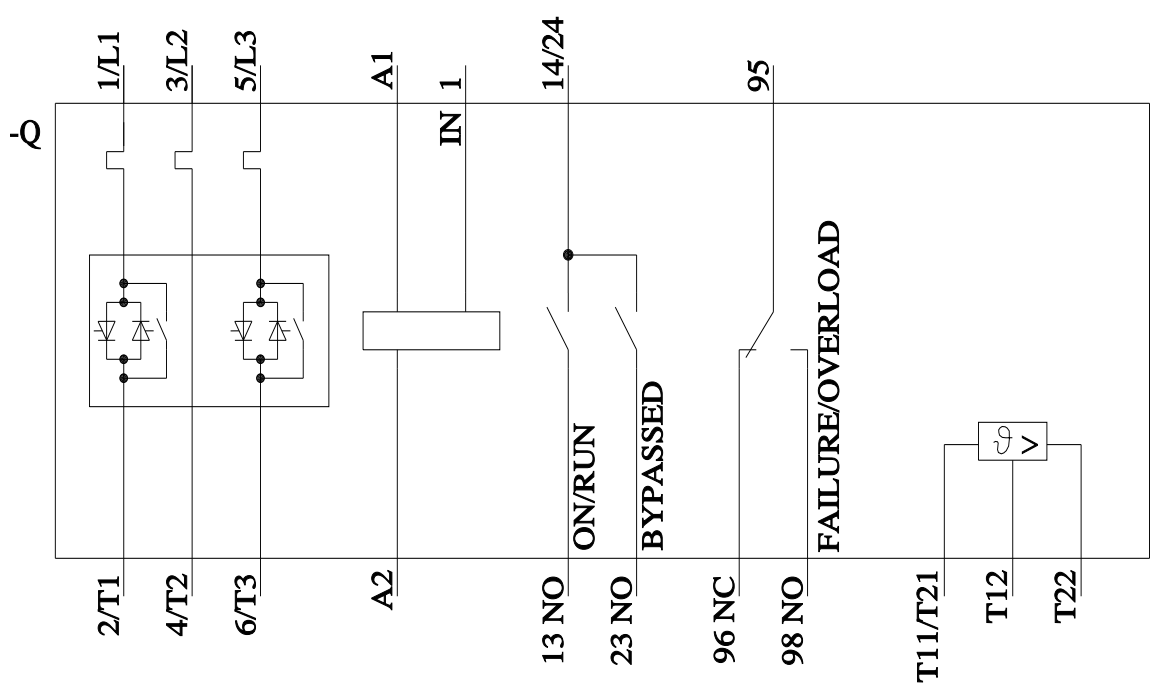 -Q
1/L1
3/L2
5/L3
A1
IN 1
14/24
95
ON/RUN
BYPASSED
FAILURE/OVERLOAD
ϑ >
2/T1
4/T2
6/T3
A2
13 NO
23 NO
96 NC
98 NO
T11/T21
T12
T22